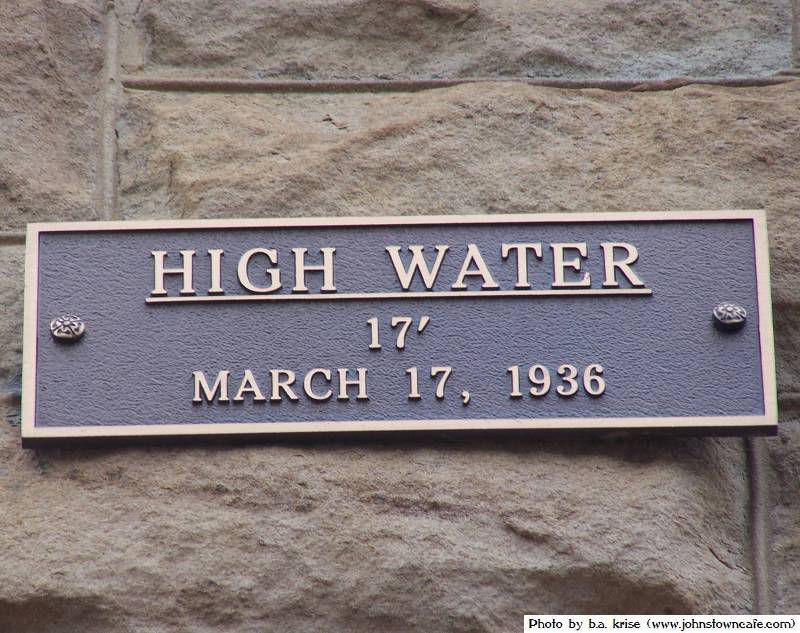 HIGH WATER
17′
MARCH 17, 1936
Photo by b.a. krise (www.johnstowncafe.com)